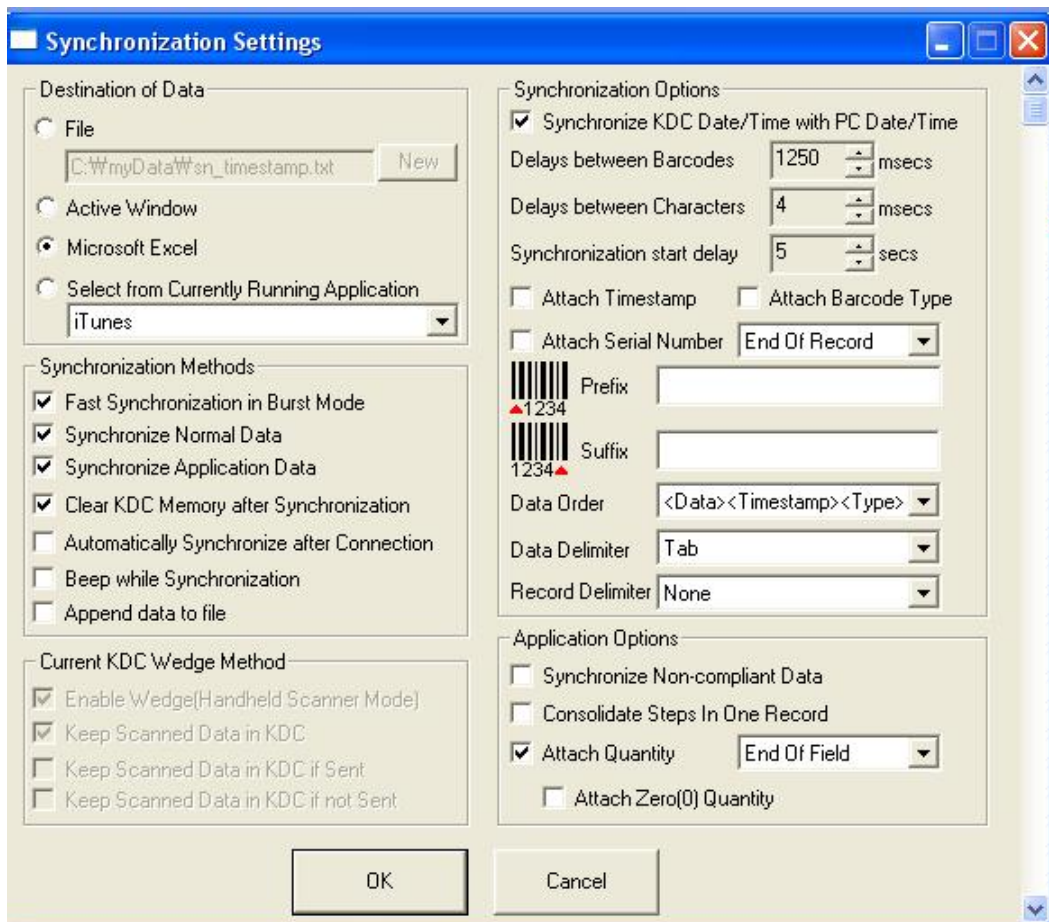 Synchronization Settings
Destination of Data
File
C:₩myData₩sn_timestamp.txt
New
Active Window
Microsoft Excel
Select from Currently Running Application
iTunes
Synchronization Methods
Fast Synchronization in Burst Mode
Synchronize Normal Data
Synchronize Application Data
Clear KDC Memory after Synchronization
Automatically Synchronize after Connection
Beep while Synchronization
Append data to file
Current KDC Wedge Method
Enable Wedge(Handheld Scanner Mode)
Keep Scanned Data in KDC
Keep Scanned Data in KDC if Sent
Keep Scanned Data in KDC if not Sent
Synchronization Options
Synchronize KDC Date/Time with PC Date/Time
Delays between Barcodes 1250 msecs
Delays between Characters 4 msecs
Synchronization start delay 5 secs
Attach Timestamp Attach Barcode Type
Attach Serial Number End Of Record
Prefix
1234
Suffix
1234
Data Order <Data><Timestamp><Type>
Data Delimiter Tab
Record Delimiter None
Application Options
Synchronize Non-compliant Data
Consolidate Steps In One Record
Attach Quantity End Of Field
Attach Zero(0) Quantity
OK
Cancel